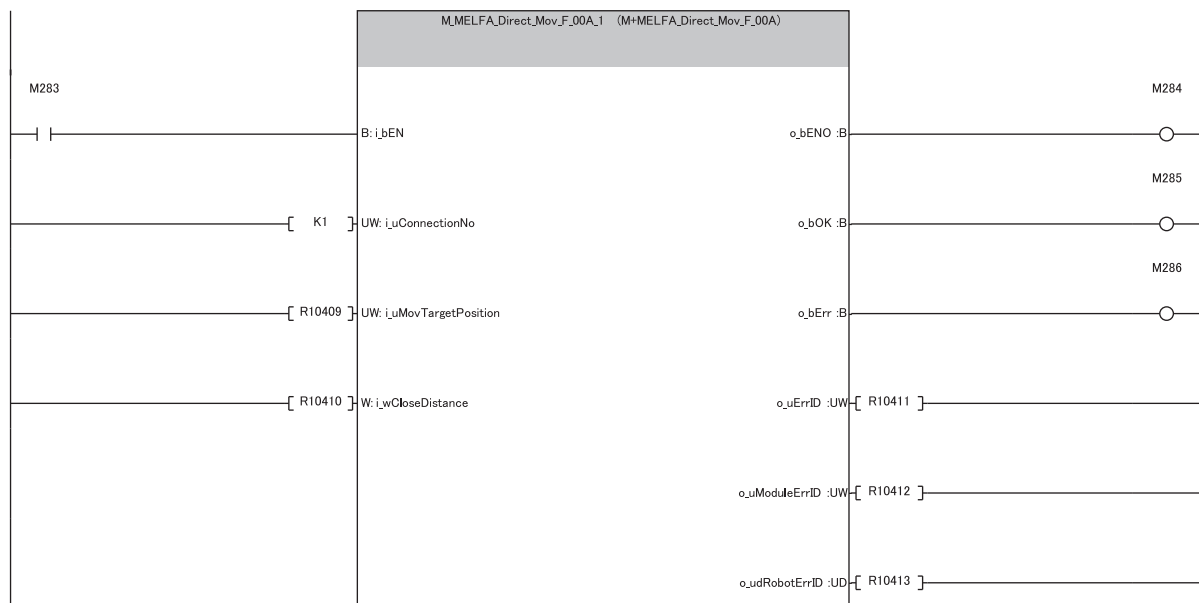 M_MELFA_Direct_Mov_F_00A_1 (M+MELFA_Direct_Mov_F_00A)
M283 M284
B: i_bEN o_bENO :B
M285
K1 UW: i_uConnectionNo o_bOK :B
M286
R10409 UW: i_uMovTargetPosition o_bErr :B
R10410 W: i_wCloseDistance o_uErrID :UW R10411
o_uModuleErrID :UW R10412
o_udRobotErrID :UD R10413